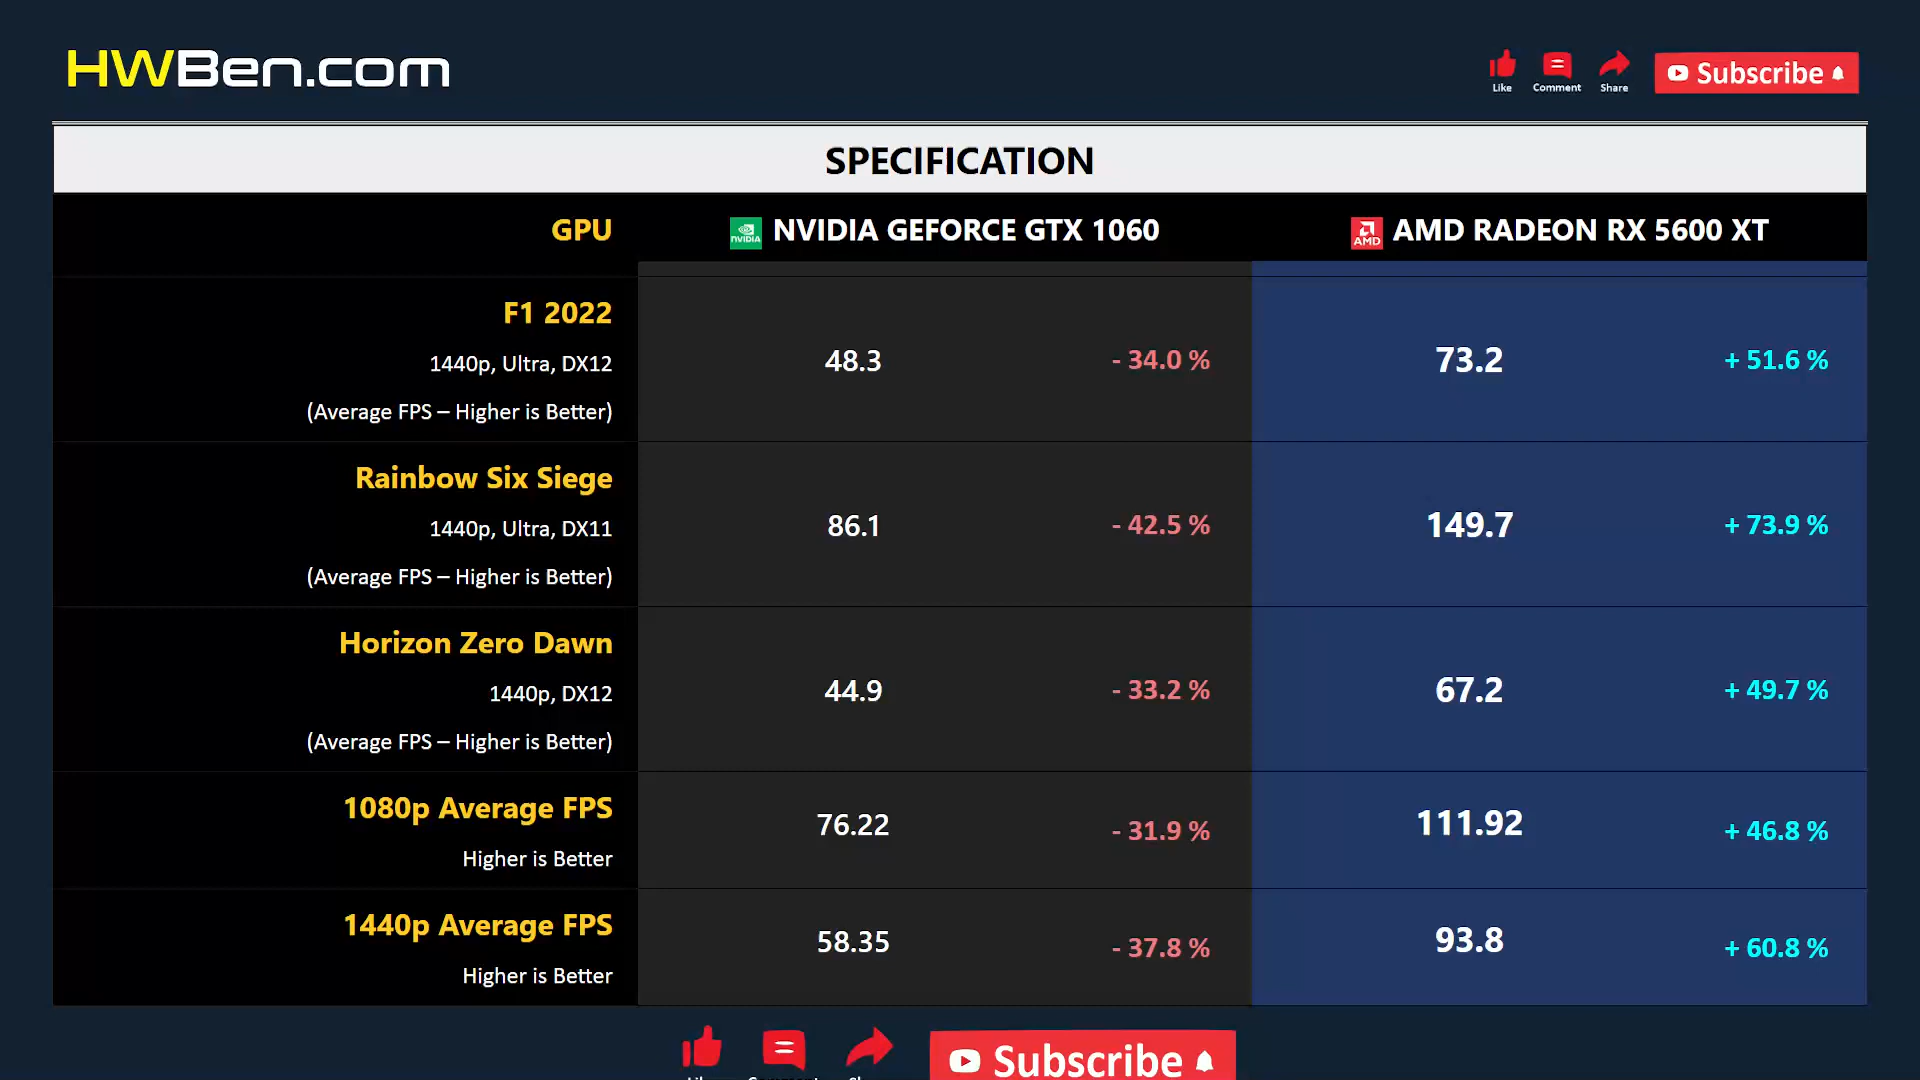 HWBen.com
Like Comment Share Subscribe
SPECIFICATION
GPU NVIDIA NVIDIA GEFORCE GTX 1060 AMD AMD RADEON RX 5600 XT
F1 2022
1440p, Ultra, DX12
(Average FPS – Higher is Better)
48.3 - 34.0 % 73.2 + 51.6 %
Rainbow Six Siege
1440p, Ultra, DX11
(Average FPS – Higher is Better)
86.1 - 42.5 % 149.7 + 73.9 %
Horizon Zero Dawn
1440p, DX12
(Average FPS – Higher is Better)
44.9 - 33.2 % 67.2 + 49.7 %
1080p Average FPS
Higher is Better
76.22 - 31.9 % 111.92 + 46.8 %
1440p Average FPS
Higher is Better
58.35 - 37.8 % 93.8 + 60.8 %
Subscribe